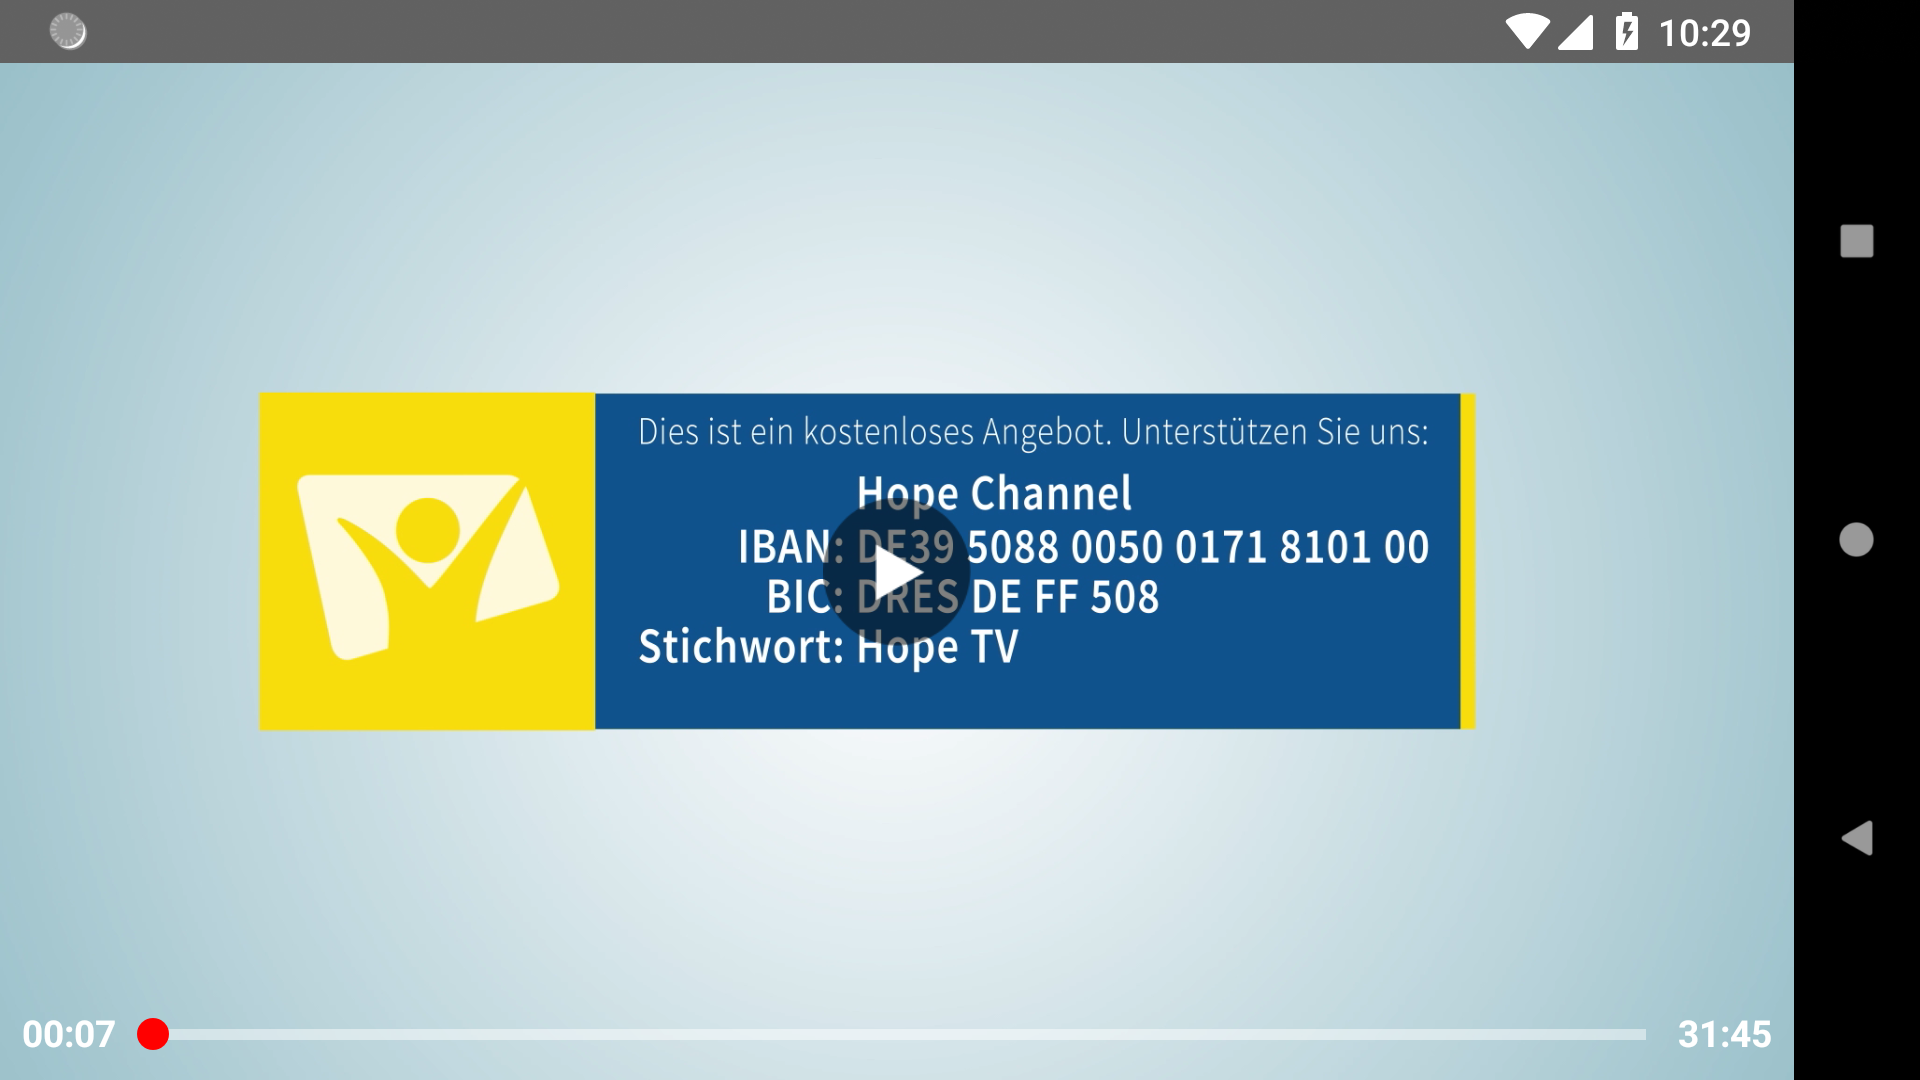 10:29
Dies ist ein kostenloses Angebot. Unterstützen Sie uns:
Hope Channel
IBAN: DE39 5088 0050 0171 8101 00
BIC: DRES DE FF 508
Stichwort: Hope TV
00:07
31:45